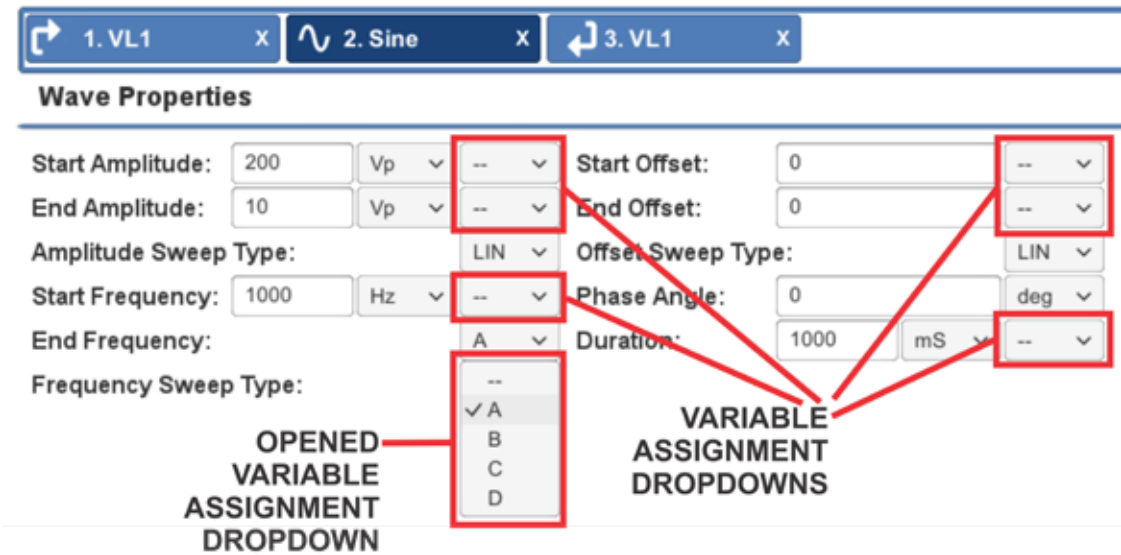 1. VL1 X 2. Sine X 3. VL1 X
Wave Properties
Start Amplitude: 200 Vp -- Start Offset: 0 --
End Amplitude: 10 Vp -- End Offset: 0 --
Amplitude Sweep Type: LIN Offset Sweep Type: LIN
Start Frequency: 1000 Hz -- Phase Angle: 0 deg
End Frequency: A Duration: 1000 mS --
Frequency Sweep Type: --
A
B
C
D
OPENED
VARIABLE
ASSIGNMENT
DROPDOWN
VARIABLE
ASSIGNMENT
DROPDOWNS